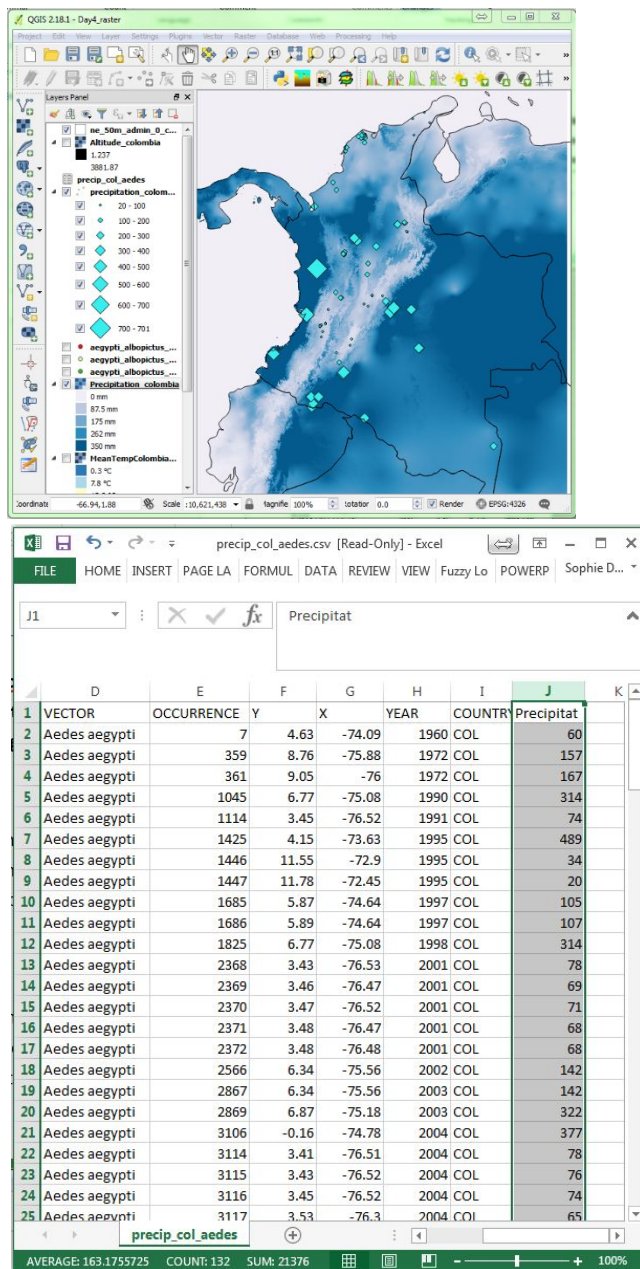 QGIS 2.18.1 - Day4_raster
Project Edit View Layer Settings Plugins Vector Raster Database Web Processing Help
Layers Panel
ne_50m_admin_0_c...
Altitude_colombia
1.237
3881.87
precip_col_aedes
precipitation_colom...
20 - 100
100 - 200
200 - 300
300 - 400
400 - 500
500 - 600
600 - 700
700 - 701
aegypti_albopictus_...
aegypti_albopictus_...
aegypti_albopictus_...
Precipitation_colombia
0 mm
87.5 mm
175 mm
262 mm
350 mm
MeanTempColombia...
0.3 °C
7.8 °C
:oordinate -66.94,1.88 Scale :10,621,438 lagnifie 100% :otatior 0.0 Render EPSG:4326
precip_col_aedes.csv [Read-Only] - Excel
FILE HOME INSERT PAGE LA FORMUL DATA REVIEW VIEW Fuzzy Lo POWERP Sophie D...
J1 fx Precipitat
D E F G H I J K
1 VECTOR OCCURRENCE Y X YEAR COUNTRY Precipitat
2 Aedes aegypti 7 4.63 -74.09 1960 COL 60
3 Aedes aegypti 359 8.76 -75.88 1972 COL 157
4 Aedes aegypti 361 9.05 -76 1972 COL 167
5 Aedes aegypti 1045 6.77 -75.08 1990 COL 314
6 Aedes aegypti 1114 3.45 -76.52 1991 COL 74
7 Aedes aegypti 1425 4.15 -73.63 1995 COL 489
8 Aedes aegypti 1446 11.55 -72.9 1995 COL 34
9 Aedes aegypti 1447 11.78 -72.45 1995 COL 20
10 Aedes aegypti 1685 5.87 -74.64 1997 COL 105
11 Aedes aegypti 1686 5.89 -74.64 1997 COL 107
12 Aedes aegypti 1825 6.77 -75.08 1998 COL 314
13 Aedes aegypti 2368 3.43 -76.53 2001 COL 78
14 Aedes aegypti 2369 3.46 -76.47 2001 COL 69
15 Aedes aegypti 2370 3.47 -76.52 2001 COL 71
16 Aedes aegypti 2371 3.48 -76.47 2001 COL 68
17 Aedes aegypti 2372 3.48 -76.48 2001 COL 68
18 Aedes aegypti 2566 6.34 -75.56 2002 COL 142
19 Aedes aegypti 2867 6.34 -75.56 2003 COL 142
20 Aedes aegypti 2869 6.87 -75.18 2003 COL 322
21 Aedes aegypti 3106 -0.16 -74.78 2004 COL 377
22 Aedes aegypti 3114 3.41 -76.51 2004 COL 78
23 Aedes aegypti 3115 3.43 -76.52 2004 COL 76
24 Aedes aegypti 3116 3.45 -76.52 2004 COL 74
25 Aedes aegypti 3117 3.53 -76.3 2004 COL 65
precip_col_aedes
AVERAGE: 163.1755725 COUNT: 132 SUM: 21376 100%